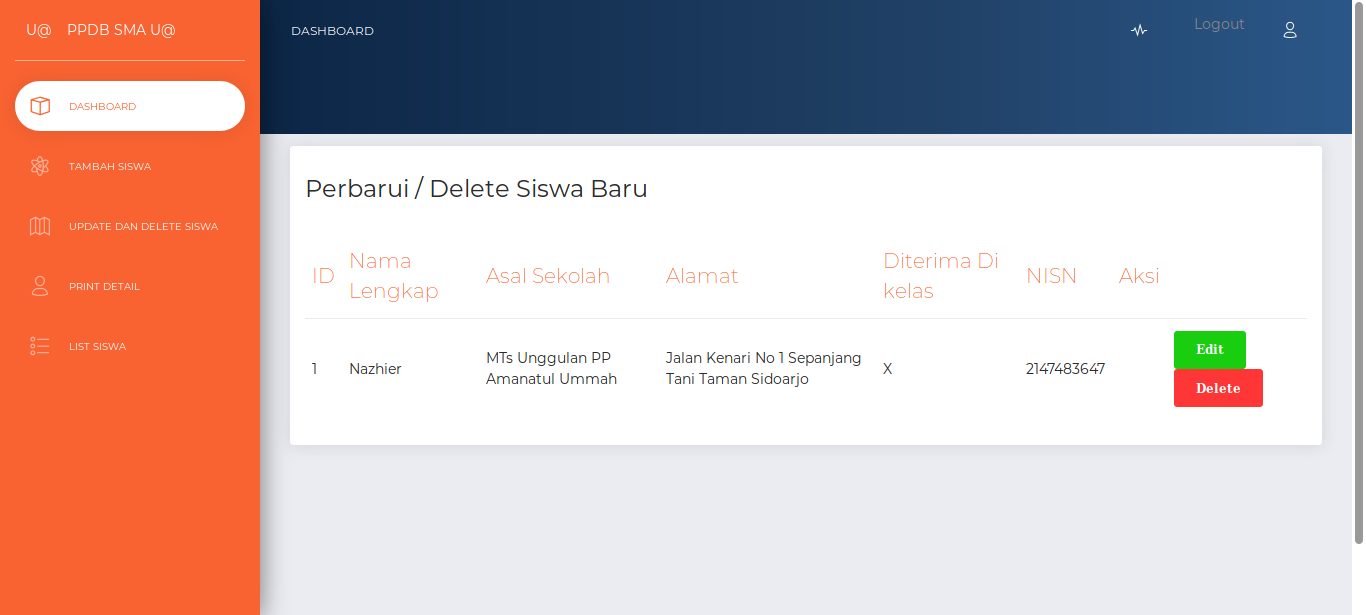 U@ PPDB SMA U@
DASHBOARD
Logout
DASHBOARD
TAMBAH SISWA
UPDATE DAN DELETE SISWA
PRINT DETAIL
LIST SISWA
Perbarui / Delete Siswa Baru
ID
Nama
Lengkap
Asal Sekolah
Alamat
Diterima Di
kelas
NISN
Aksi
1
Nazhier
MTs Unggulan PP
Amanatul Ummah
Jalan Kenari No 1 Sepanjang
Tani Taman Sidoarjo
X
2147483647
Edit
Delete